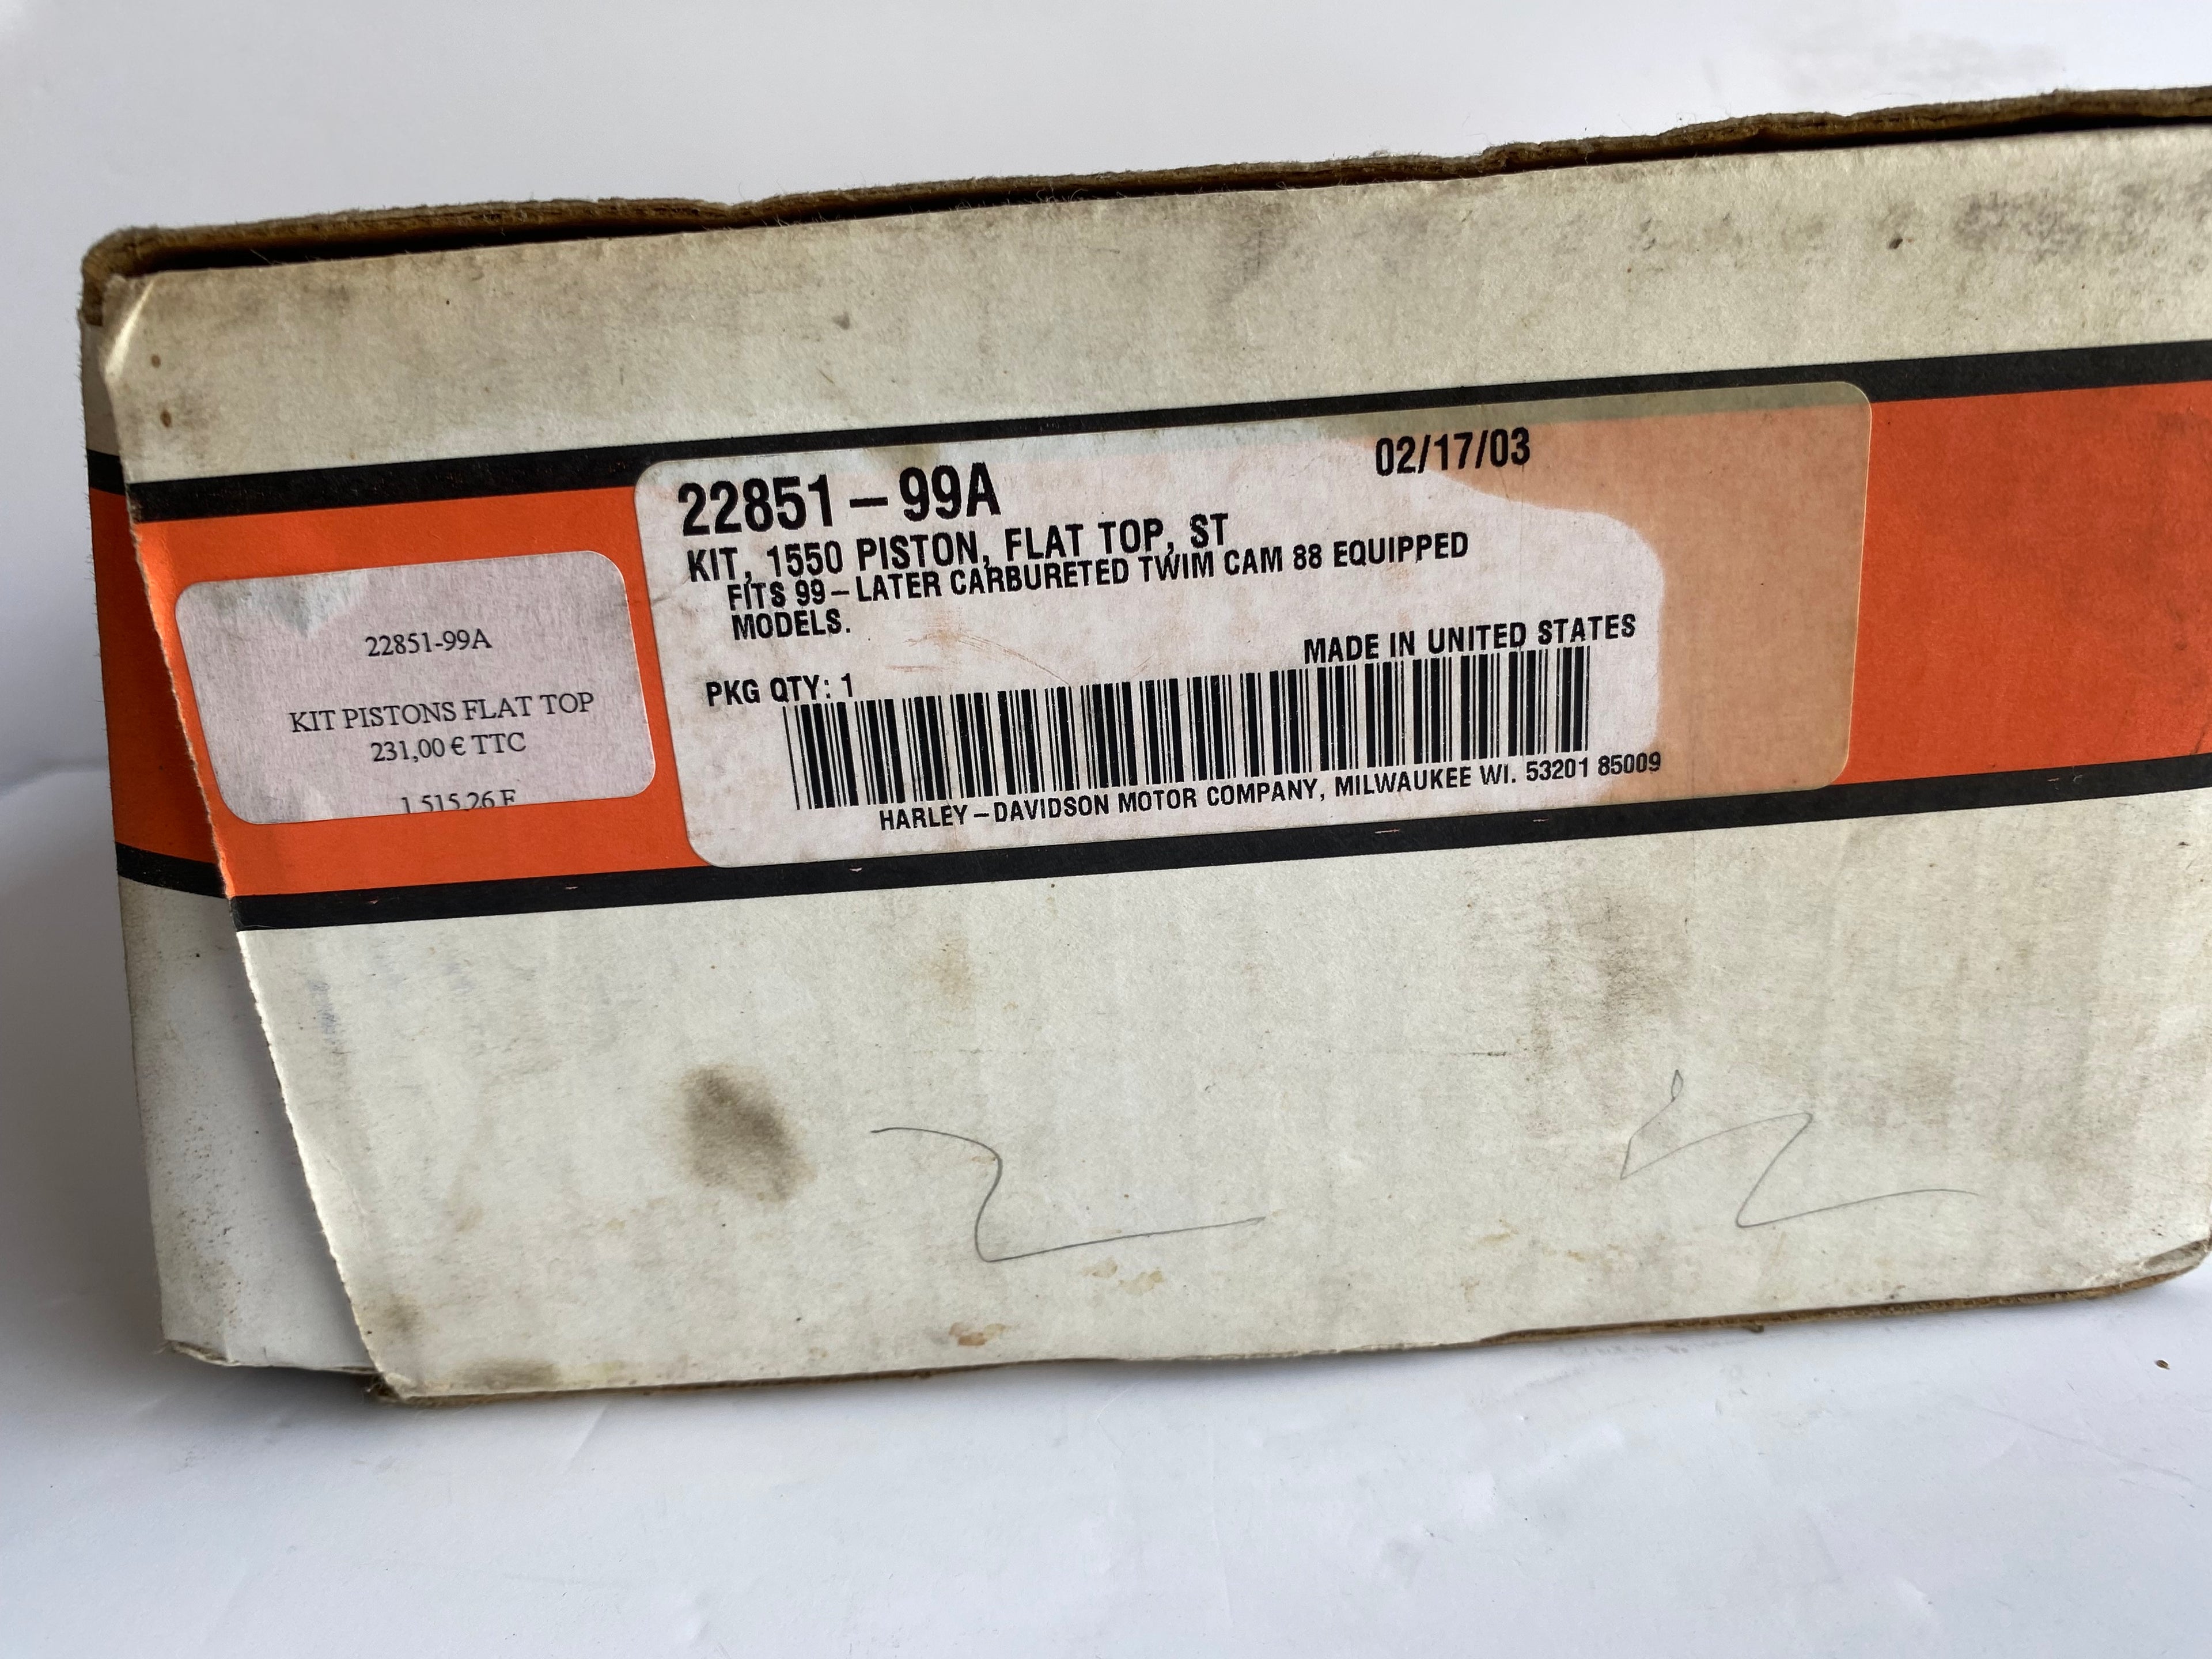 22851-99A
KIT PISTONS FLAT TOP
231,00 € TTC
1 515,26 F
22851-99A
02/17/03
KIT, 1550 PISTON, FLAT TOP, ST
FITS 99-LATER CARBURETED TWIM CAM 88 EQUIPPED
MODELS.
MADE IN UNITED STATES
PKG QTY: 1
HARLEY-DAVIDSON MOTOR COMPANY, MILWAUKEE WI. 53201 85009
2
2